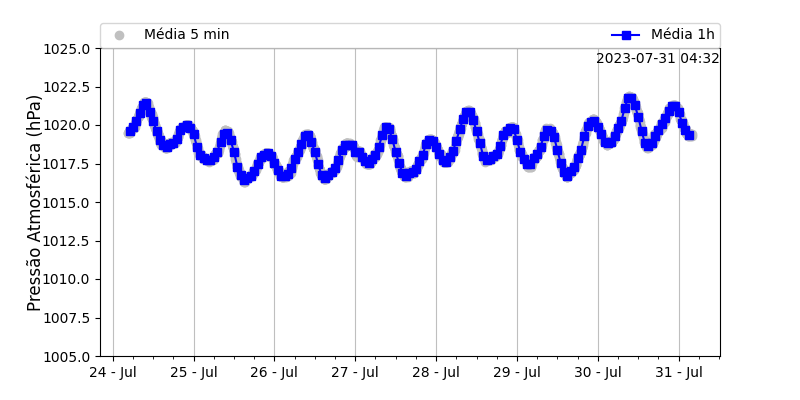 Média 5 min
Média 1h
2023-07-31 04:32
Pressão Atmosférica (hPa)
1025.0
1022.5
1020.0
1017.5
1015.0
1012.5
1010.0
1007.5
1005.0
24 - Jul
25 - Jul
26 - Jul
27 - Jul
28 - Jul
29 - Jul
30 - Jul
31 - Jul